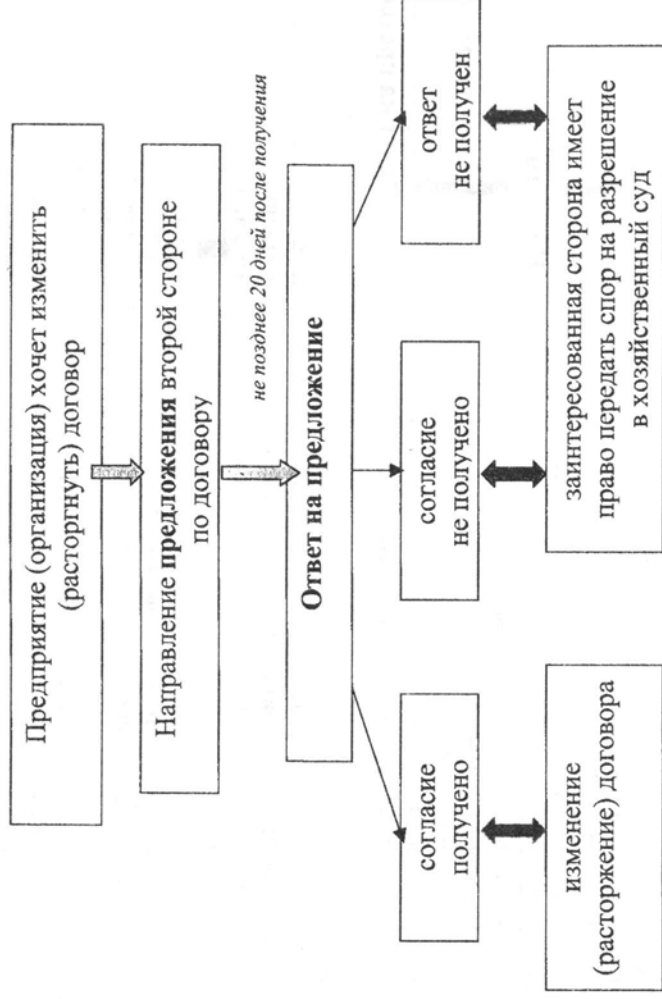 Предприятие (организация) хочет изменить
(расторгнуть) договор
Направление предложения второй стороне
по договору
не позднее 20 дней после получения
Ответ на предложение
согласие
получено
согласие
не получено
ответ
не получен
изменение
(расторжение) договора
заинтересованная сторона имеет
право передать спор на разрешение
в хозяйственный суд